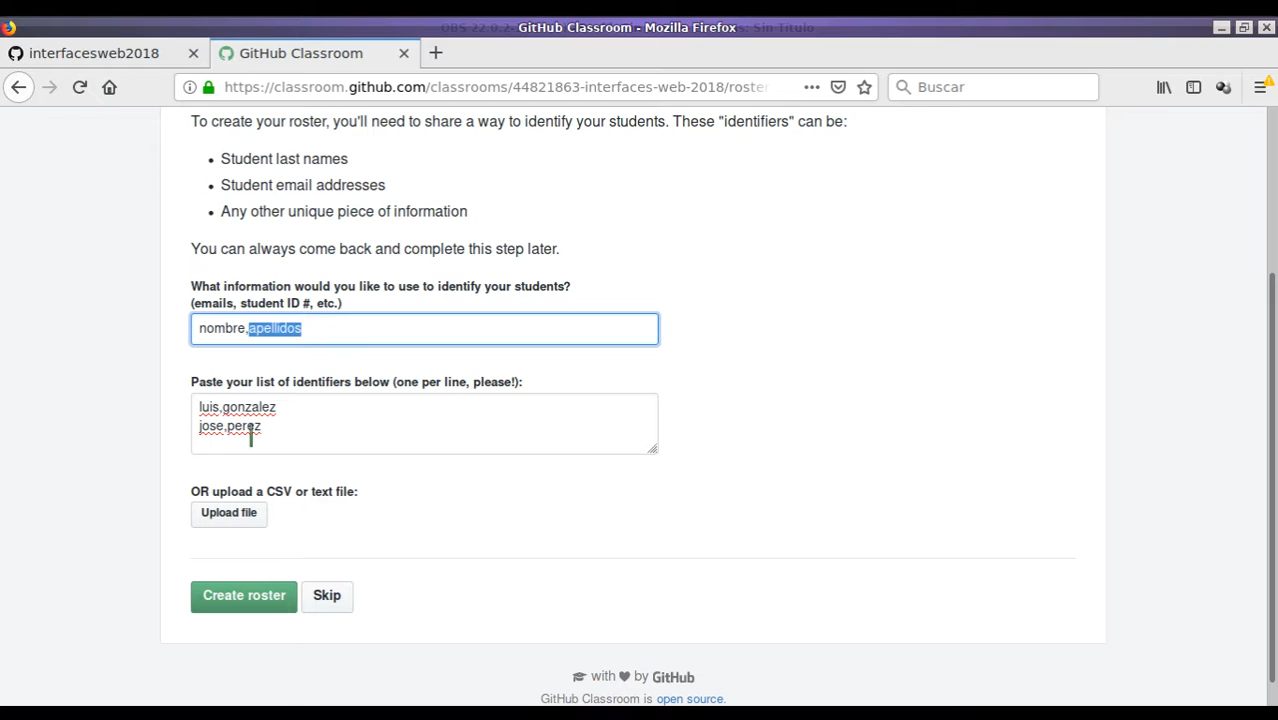 GitHub Classroom - Mozilla Firefox
interfacesweb2018
GitHub Classroom
https://classroom.github.com/classrooms/44821863-interfaces-web-2018/roster
Buscar
To create your roster, you'll need to share a way to identify your students. These "identifiers" can be:
• Student last names
• Student email addresses
• Any other unique piece of information
You can always come back and complete this step later.
What information would you like to use to identify your students?
(emails, student ID #, etc.)
nombre,apellidos
Paste your list of identifiers below (one per line, please!):
luis,gonzalez
jose,perez
OR upload a CSV or text file:
Upload file
Create roster
Skip
with ♥ by GitHub
GitHub Classroom is open source.